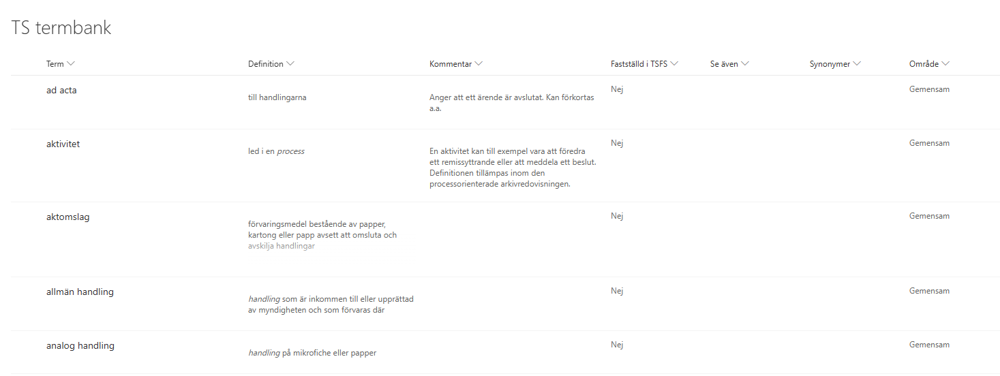 TS termbank
Term Definition Kommentar Fastställd i TSFS Se även Synonymer Område
ad acta
till handlingarna
Anger att ett ärende är avslutat. Kan förkortas
a.a.
Nej
Gemensam
aktivitet
led i en process
En aktivitet kan till exempel vara att föredra
ett remissyttrande eller att meddela ett beslut.
Definitionen tillämpas inom den
processorienterade arkivredovisningen.
Nej
Gemensam
aktomslag
förvaringsmedel bestående av papper,
kartong eller papp avsett att omsluta och
avskilja handlingar
Nej
Gemensam
allmän handling
handling som är inkommen till eller upprättad
av myndigheten och som förvaras där
Nej
Gemensam
analog handling
handling på mikrofiche eller papper
Nej
Gemensam